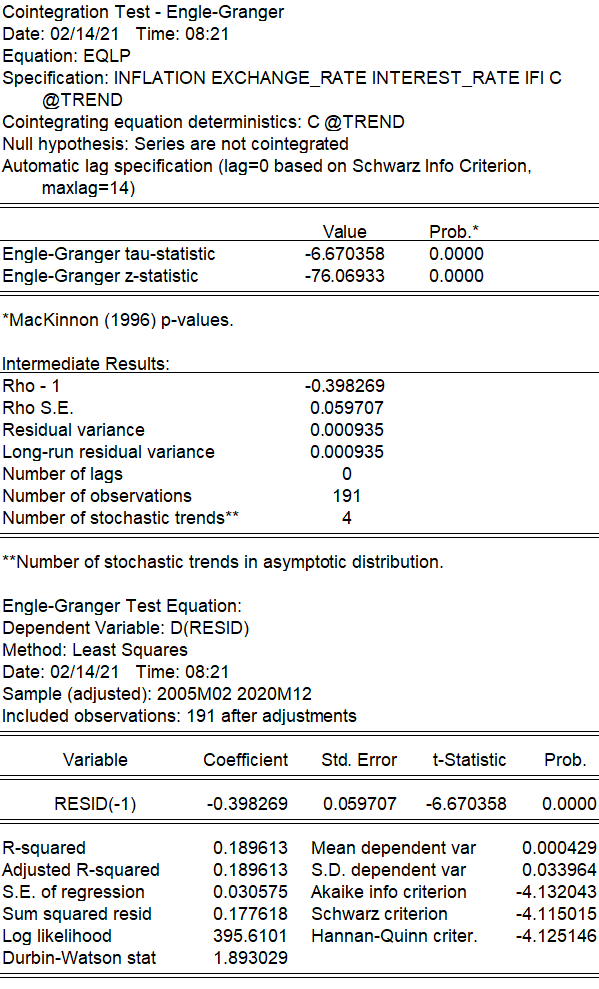 Cointegration Test - Engle-Granger
Date: 02/14/21 Time: 08:21
Equation: EQLP
Specification: INFLATION EXCHANGE_RATE INTEREST_RATE IFI C
@TREND
Cointegrating equation deterministics: C @TREND
Null hypothesis: Series are not cointegrated
Automatic lag specification (lag=0 based on Schwarz Info Criterion,
maxlag=14)
Value Prob.*
Engle-Granger tau-statistic -6.670358 0.0000
Engle-Granger z-statistic -76.06933 0.0000
*MacKinnon (1996) p-values.
Intermediate Results:
Rho - 1 -0.398269
Rho S.E. 0.059707
Residual variance 0.000935
Long-run residual variance 0.000935
Number of lags 0
Number of observations 191
Number of stochastic trends** 4
**Number of stochastic trends in asymptotic distribution.
Engle-Granger Test Equation:
Dependent Variable: D(RESID)
Method: Least Squares
Date: 02/14/21 Time: 08:21
Sample (adjusted): 2005M02 2020M12
Included observations: 191 after adjustments
Variable Coefficient Std. Error t-Statistic Prob.
RESID(-1) -0.398269 0.059707 -6.670358 0.0000
R-squared 0.189613 Mean dependent var 0.000429
Adjusted R-squared 0.189613 S.D. dependent var 0.033964
S.E. of regression 0.030575 Akaike info criterion -4.132043
Sum squared resid 0.177618 Schwarz criterion -4.115015
Log likelihood 395.6101 Hannan-Quinn criter. -4.125146
Durbin-Watson stat 1.893029